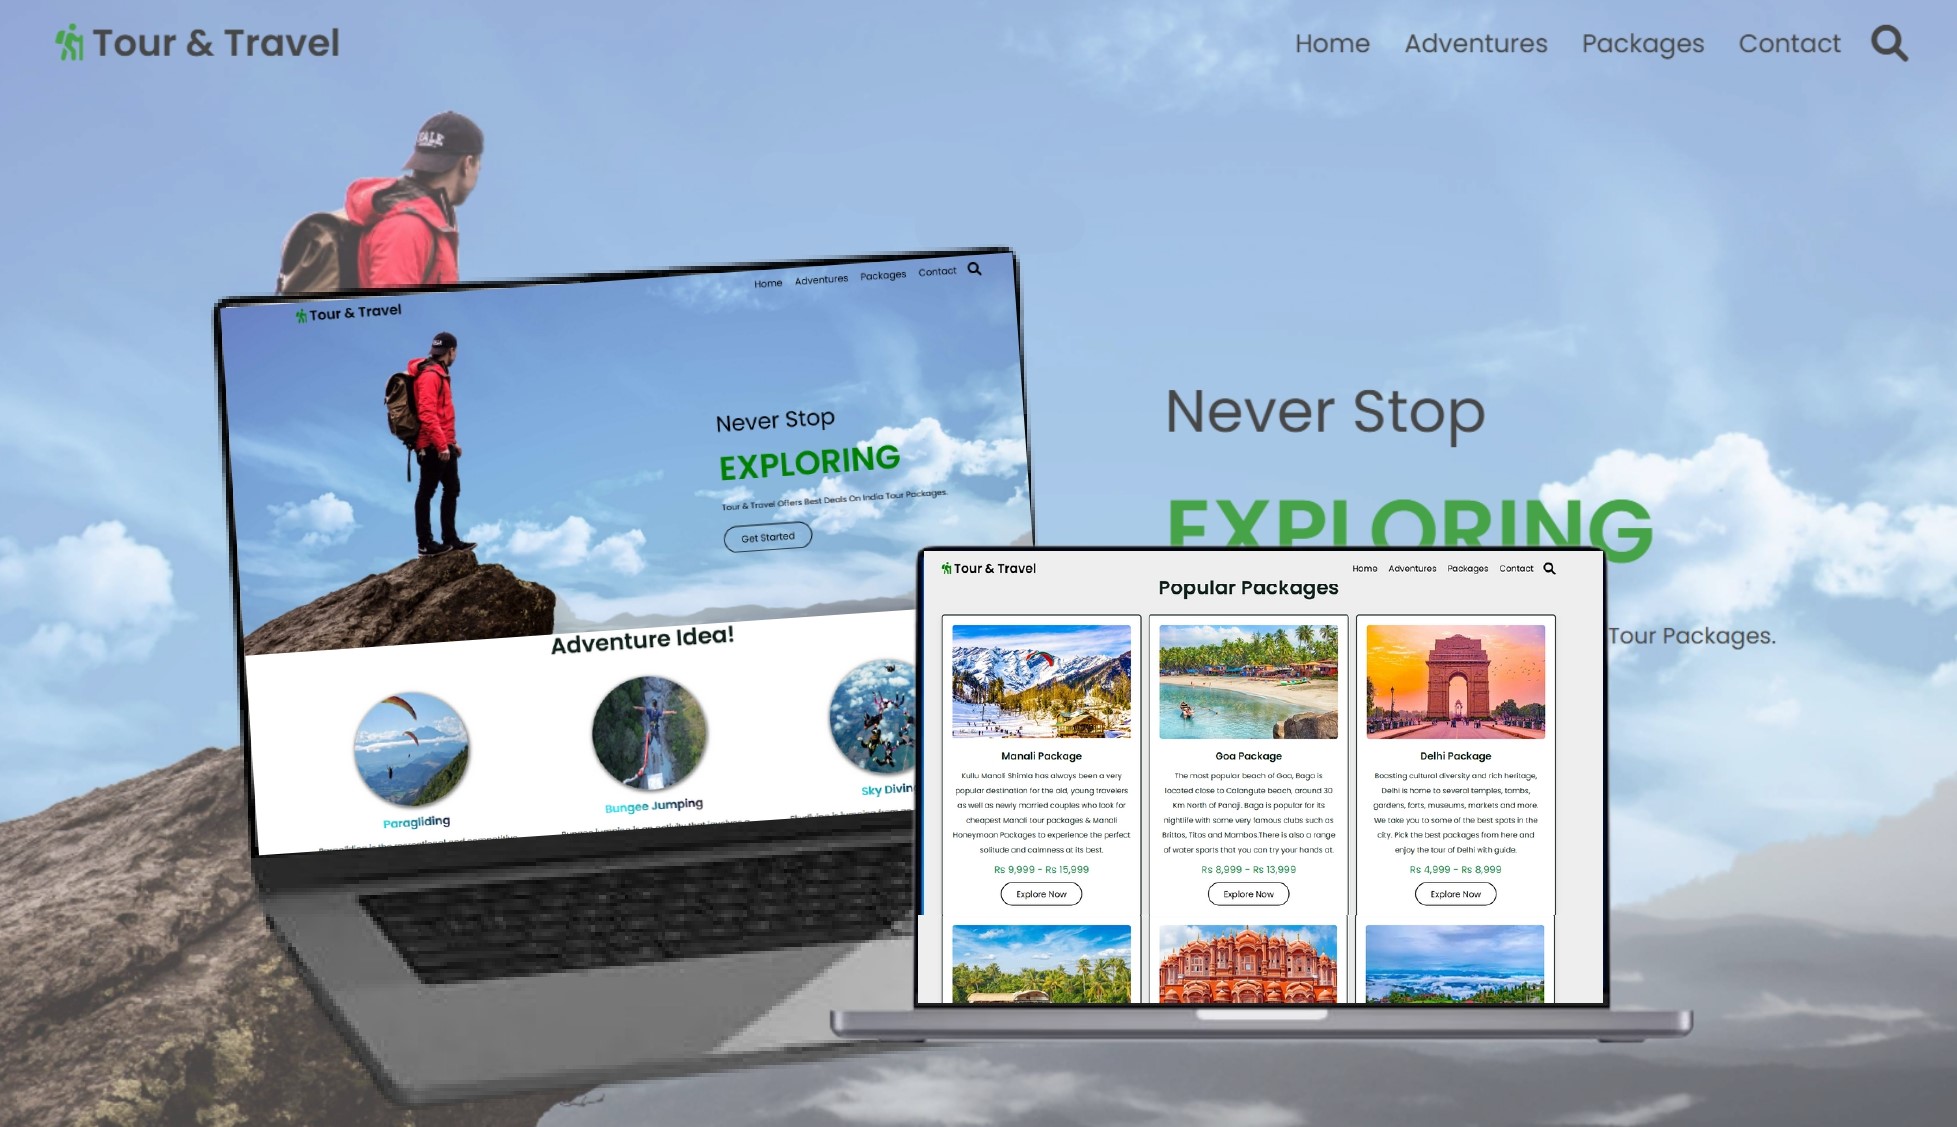 Tour & Travel
Home Adventures Packages Contact
Never Stop
EXPLORING
Tour Packages.
Home Adventures Packages Contact
Tour & Travel
Never Stop
EXPLORING
Tour & Travel Offers Best Deals On India Tour Packages.
Get Started
Adventure Idea!
Paragliding
Bungee Jumping
Sky Divin
Tour & Travel
Home Adventures Packages Contact
Popular Packages
Manali Package
Kullu Manali Shimla has always been a very
popular destination for the old, young travelers
as well as newly married couples who look for
cheapest Manali tour packages & Manali
Honeymoon Packages to experience the perfect
solitude and calmness at its best.
Rs 9,999 - Rs 15,999
Explore Now
Goa Package
The most popular beach of Goa, Baga is
located close to Calangute beach, around 30
Km North of Panaji. Baga is popular for its
nightlife with some very famous clubs such as
Brittos, Titos and Mambos.There is also a range
of water sports that you can try your hands at.
Rs 8,999 - Rs 13,999
Explore Now
Delhi Package
Boasting cultural diversity and rich heritage,
Delhi is home to several temples, tombs,
gardens, forts, museums, markets and more.
We take you to some of the best spots in the
city. Pick the best packages from here and
enjoy the tour of Delhi with guide.
Rs 4,999 - Rs 8,999
Explore Now